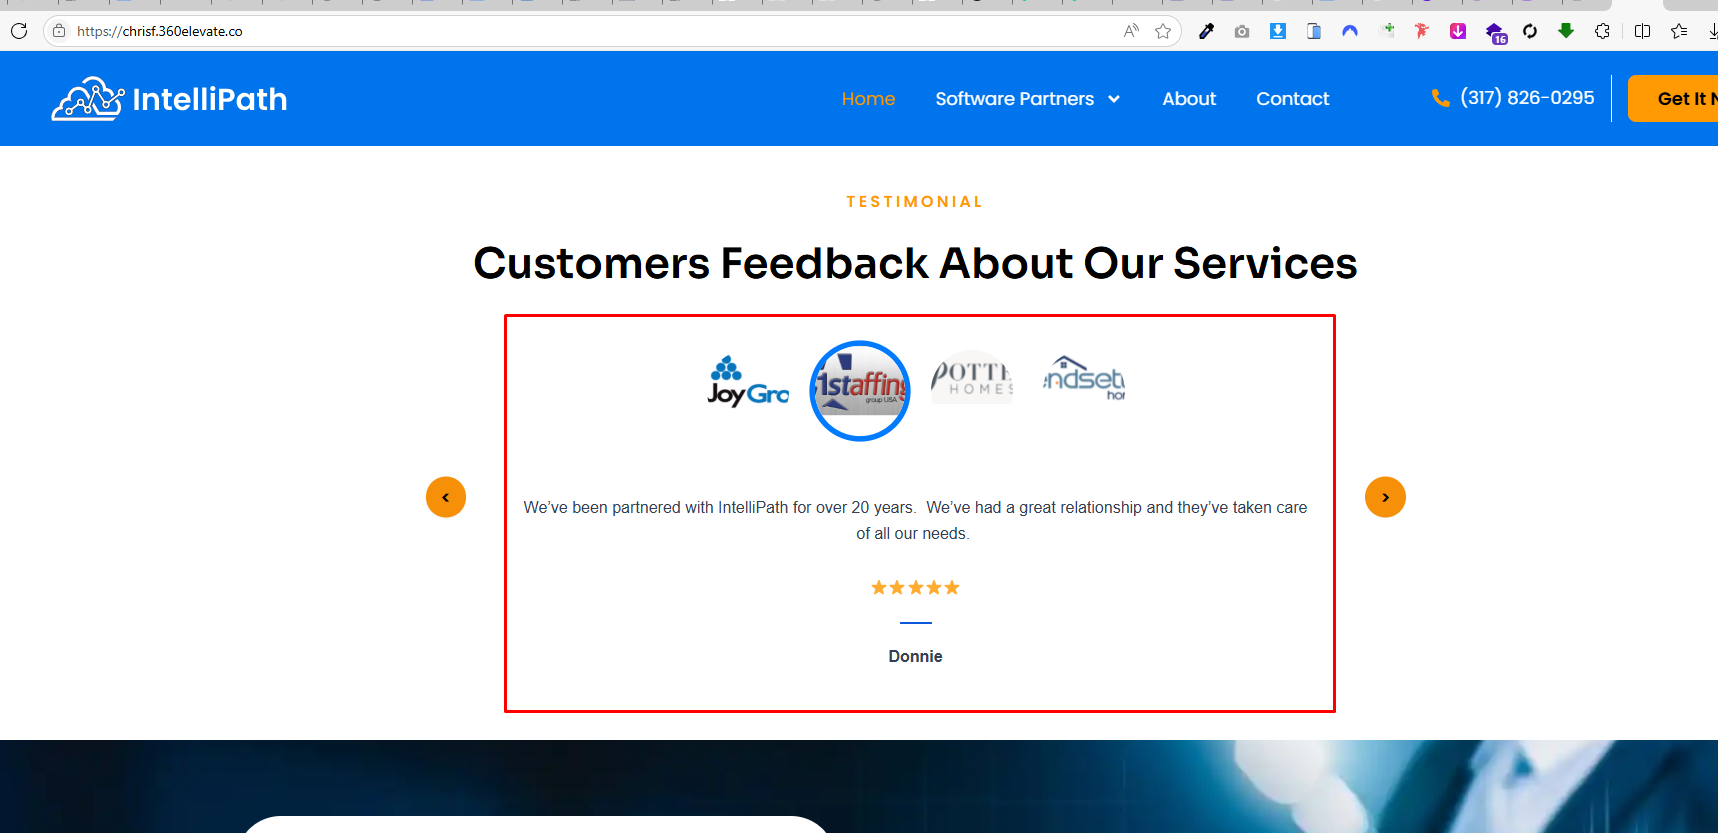 https://chrisf.360elevate.co
16
IntelliPath
Home
Software Partners
About
Contact
(317) 826-0295
Get It
TESTIMONIAL
Customers Feedback About Our Services
Joy Gro
1staffing
group USA
POTTE
HOMES
ndset
hor
<
>
We’ve been partnered with IntelliPath for over 20 years.  We’ve had a great relationship and they’ve taken care
of all our needs.
Donnie